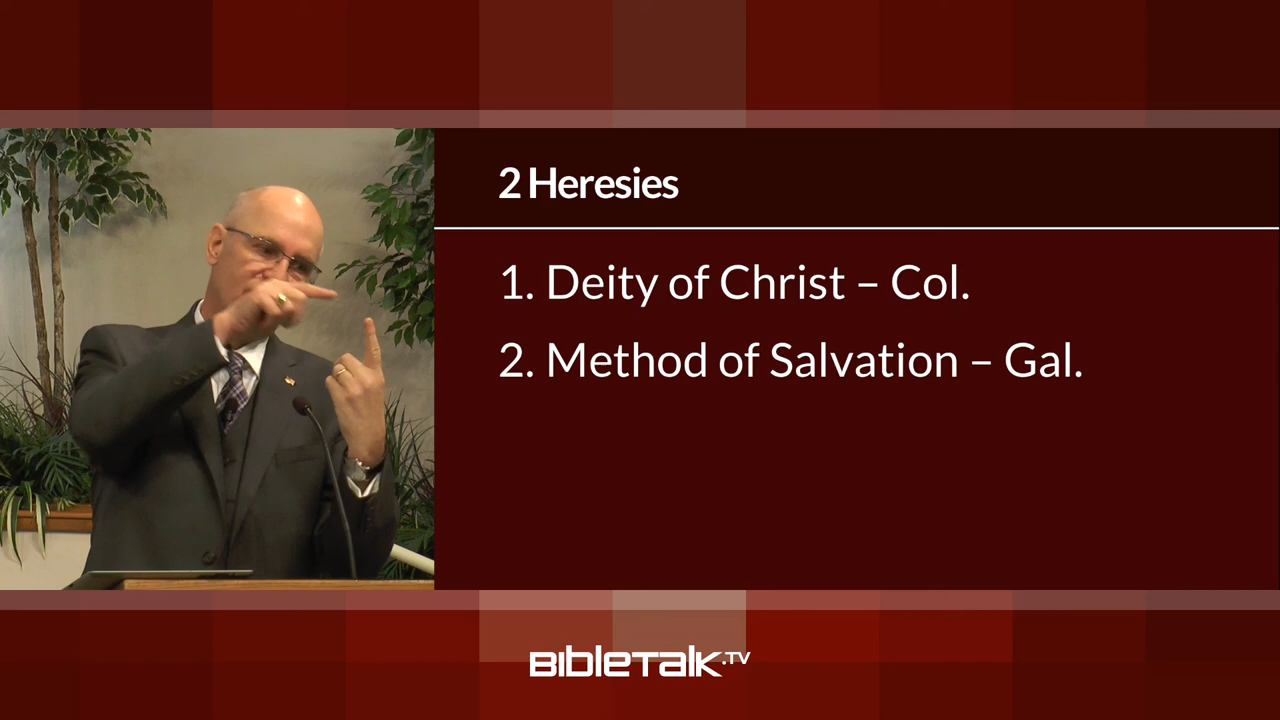 2 Heresies
1. Deity of Christ – Col.
2. Method of Salvation – Gal.
BIBLETALK.TV